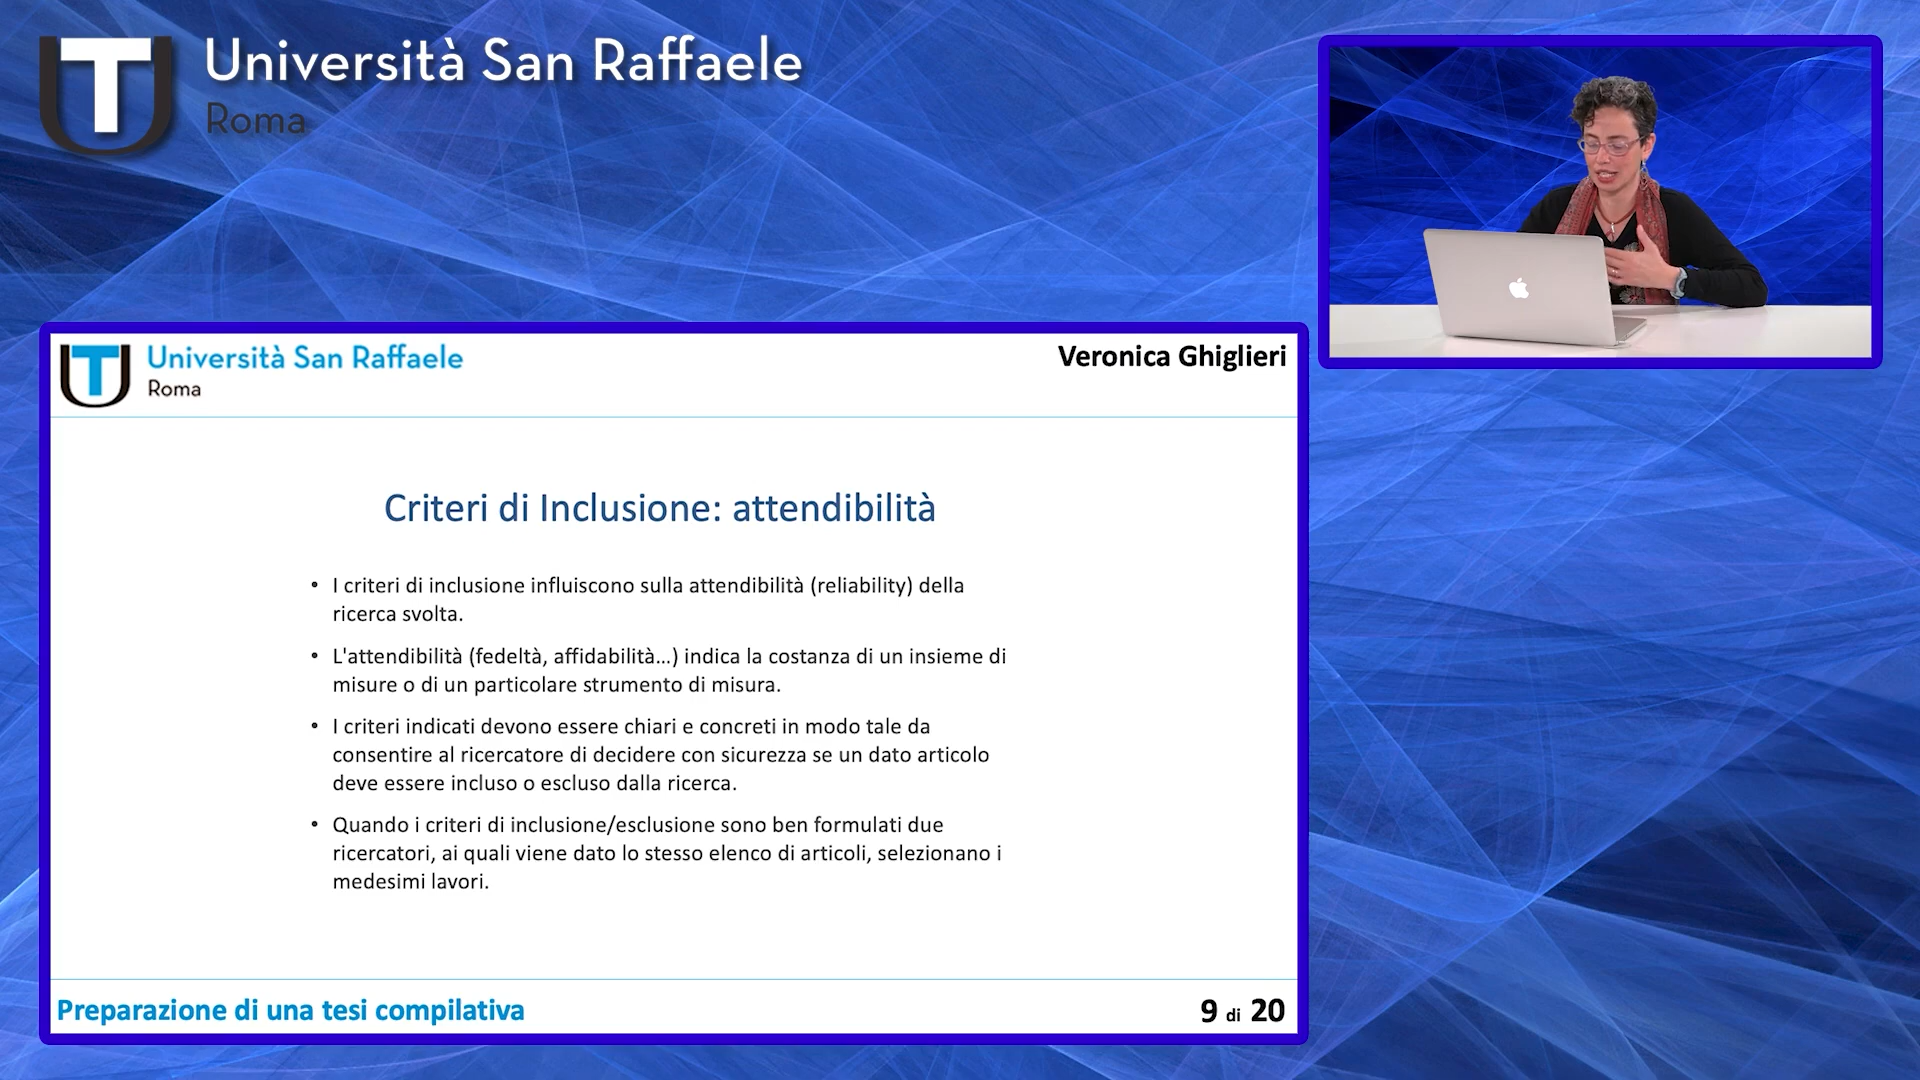 Università San Raffaele
Roma
Università San Raffaele
Roma
Veronica Ghiglieri
Criteri di Inclusione: attendibilità
• I criteri di inclusione influiscono sulla attendibilità (reliability) della
ricerca svolta.
• L'attendibilità (fedeltà, affidabilità...) indica la costanza di un insieme di
misure o di un particolare strumento di misura.
• I criteri indicati devono essere chiari e concreti in modo tale da
consentire al ricercatore di decidere con sicurezza se un dato articolo
deve essere incluso o escluso dalla ricerca.
• Quando i criteri di inclusione/esclusione sono ben formulati due
ricercatori, ai quali viene dato lo stesso elenco di articoli, selezionano i
medesimi lavori.
Preparazione di una tesi compilativa
9 di 20